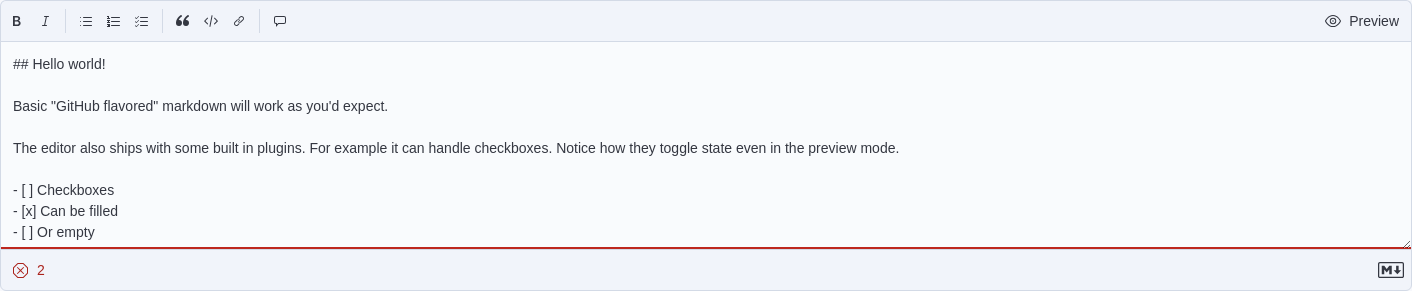 B I Preview
## Hello world!
Basic "GitHub flavored" markdown will work as you'd expect.
The editor also ships with some built in plugins. For example it can handle checkboxes. Notice how they toggle state even in the preview mode.
- [ ] Checkboxes
- [x] Can be filled
- [ ] Or empty
2 M